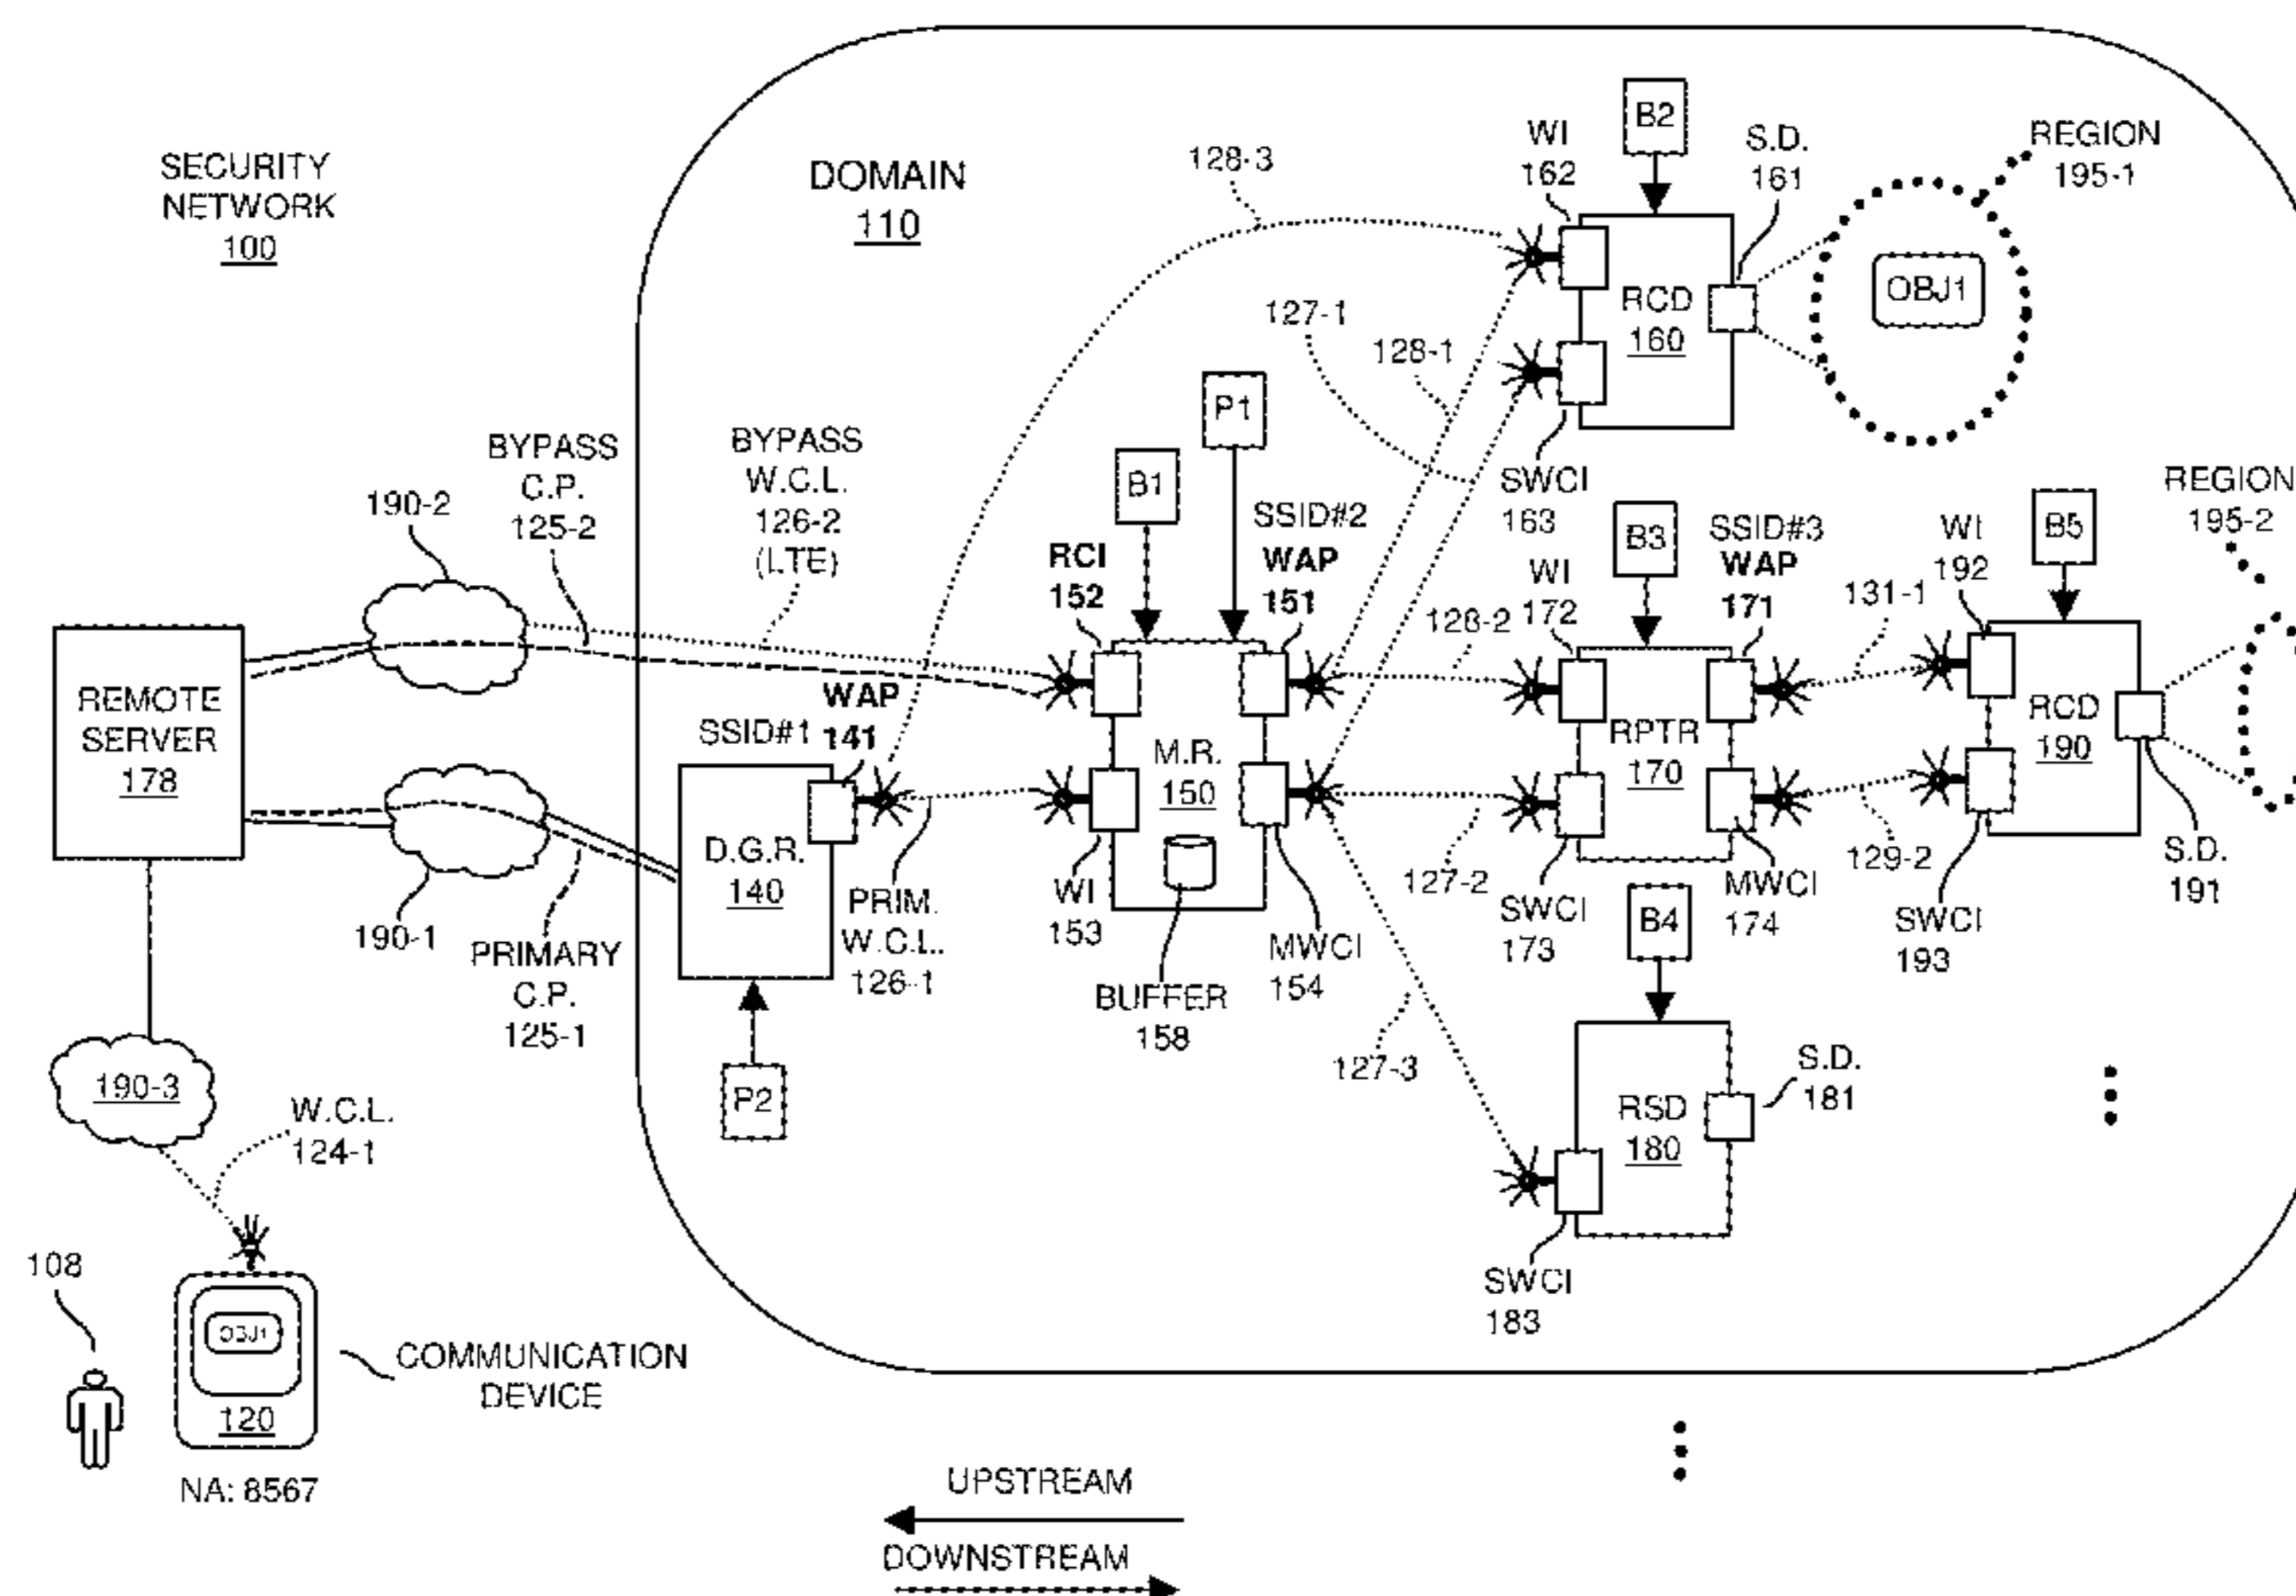 SECURITY
NETWORK
100
DOMAIN
110
128-3
WI
162
B2
S.D.
161
REGION
195-1
OBJ1
RCD
160
127-1
128-1
SWCI
163
P1
B1
BYPASS
C.P.
125-2
BYPASS
W.C.L.
126-2
(LTE)
190-2
RCI
152
SSID#2
WAP
151
128-2
WI
172
B3
SSID#3
WAP
171
131-1
WI
192
B5
REGION
195-2
REMOTE
SERVER
178
SSID#1
WAP
141
M.R.
150
RPTR
170
RCD
190
D.G.R.
140
PRIM.
W.C.L.
126-1
WI
153
BUFFER
158
MWCI
154
127-2
SWCI
173
B4
MWCI
174
129-2
SWCI
193
S.D.
191
190-1
PRIMARY
C.P.
125-1
P2
127-3
RSD
180
S.D.
181
SWCI
183
190-3
W.C.L.
124-1
108
OBJ1
120
COMMUNICATION
DEVICE
NA: 8567
UPSTREAM
DOWNSTREAM